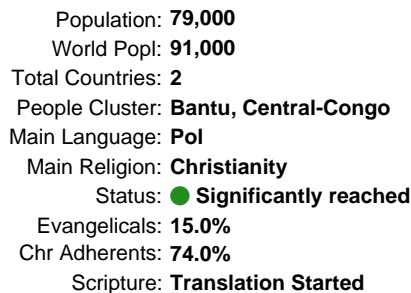 Population: 79,000
World Popl: 91,000
Total Countries: 2
People Cluster: Bantu, Central-Congo
Main Language: Pol
Main Religion: Christianity
Status: Significantly reached
Evangelicals: 15.0%
Chr Adherents: 74.0%
Scripture: Translation Started